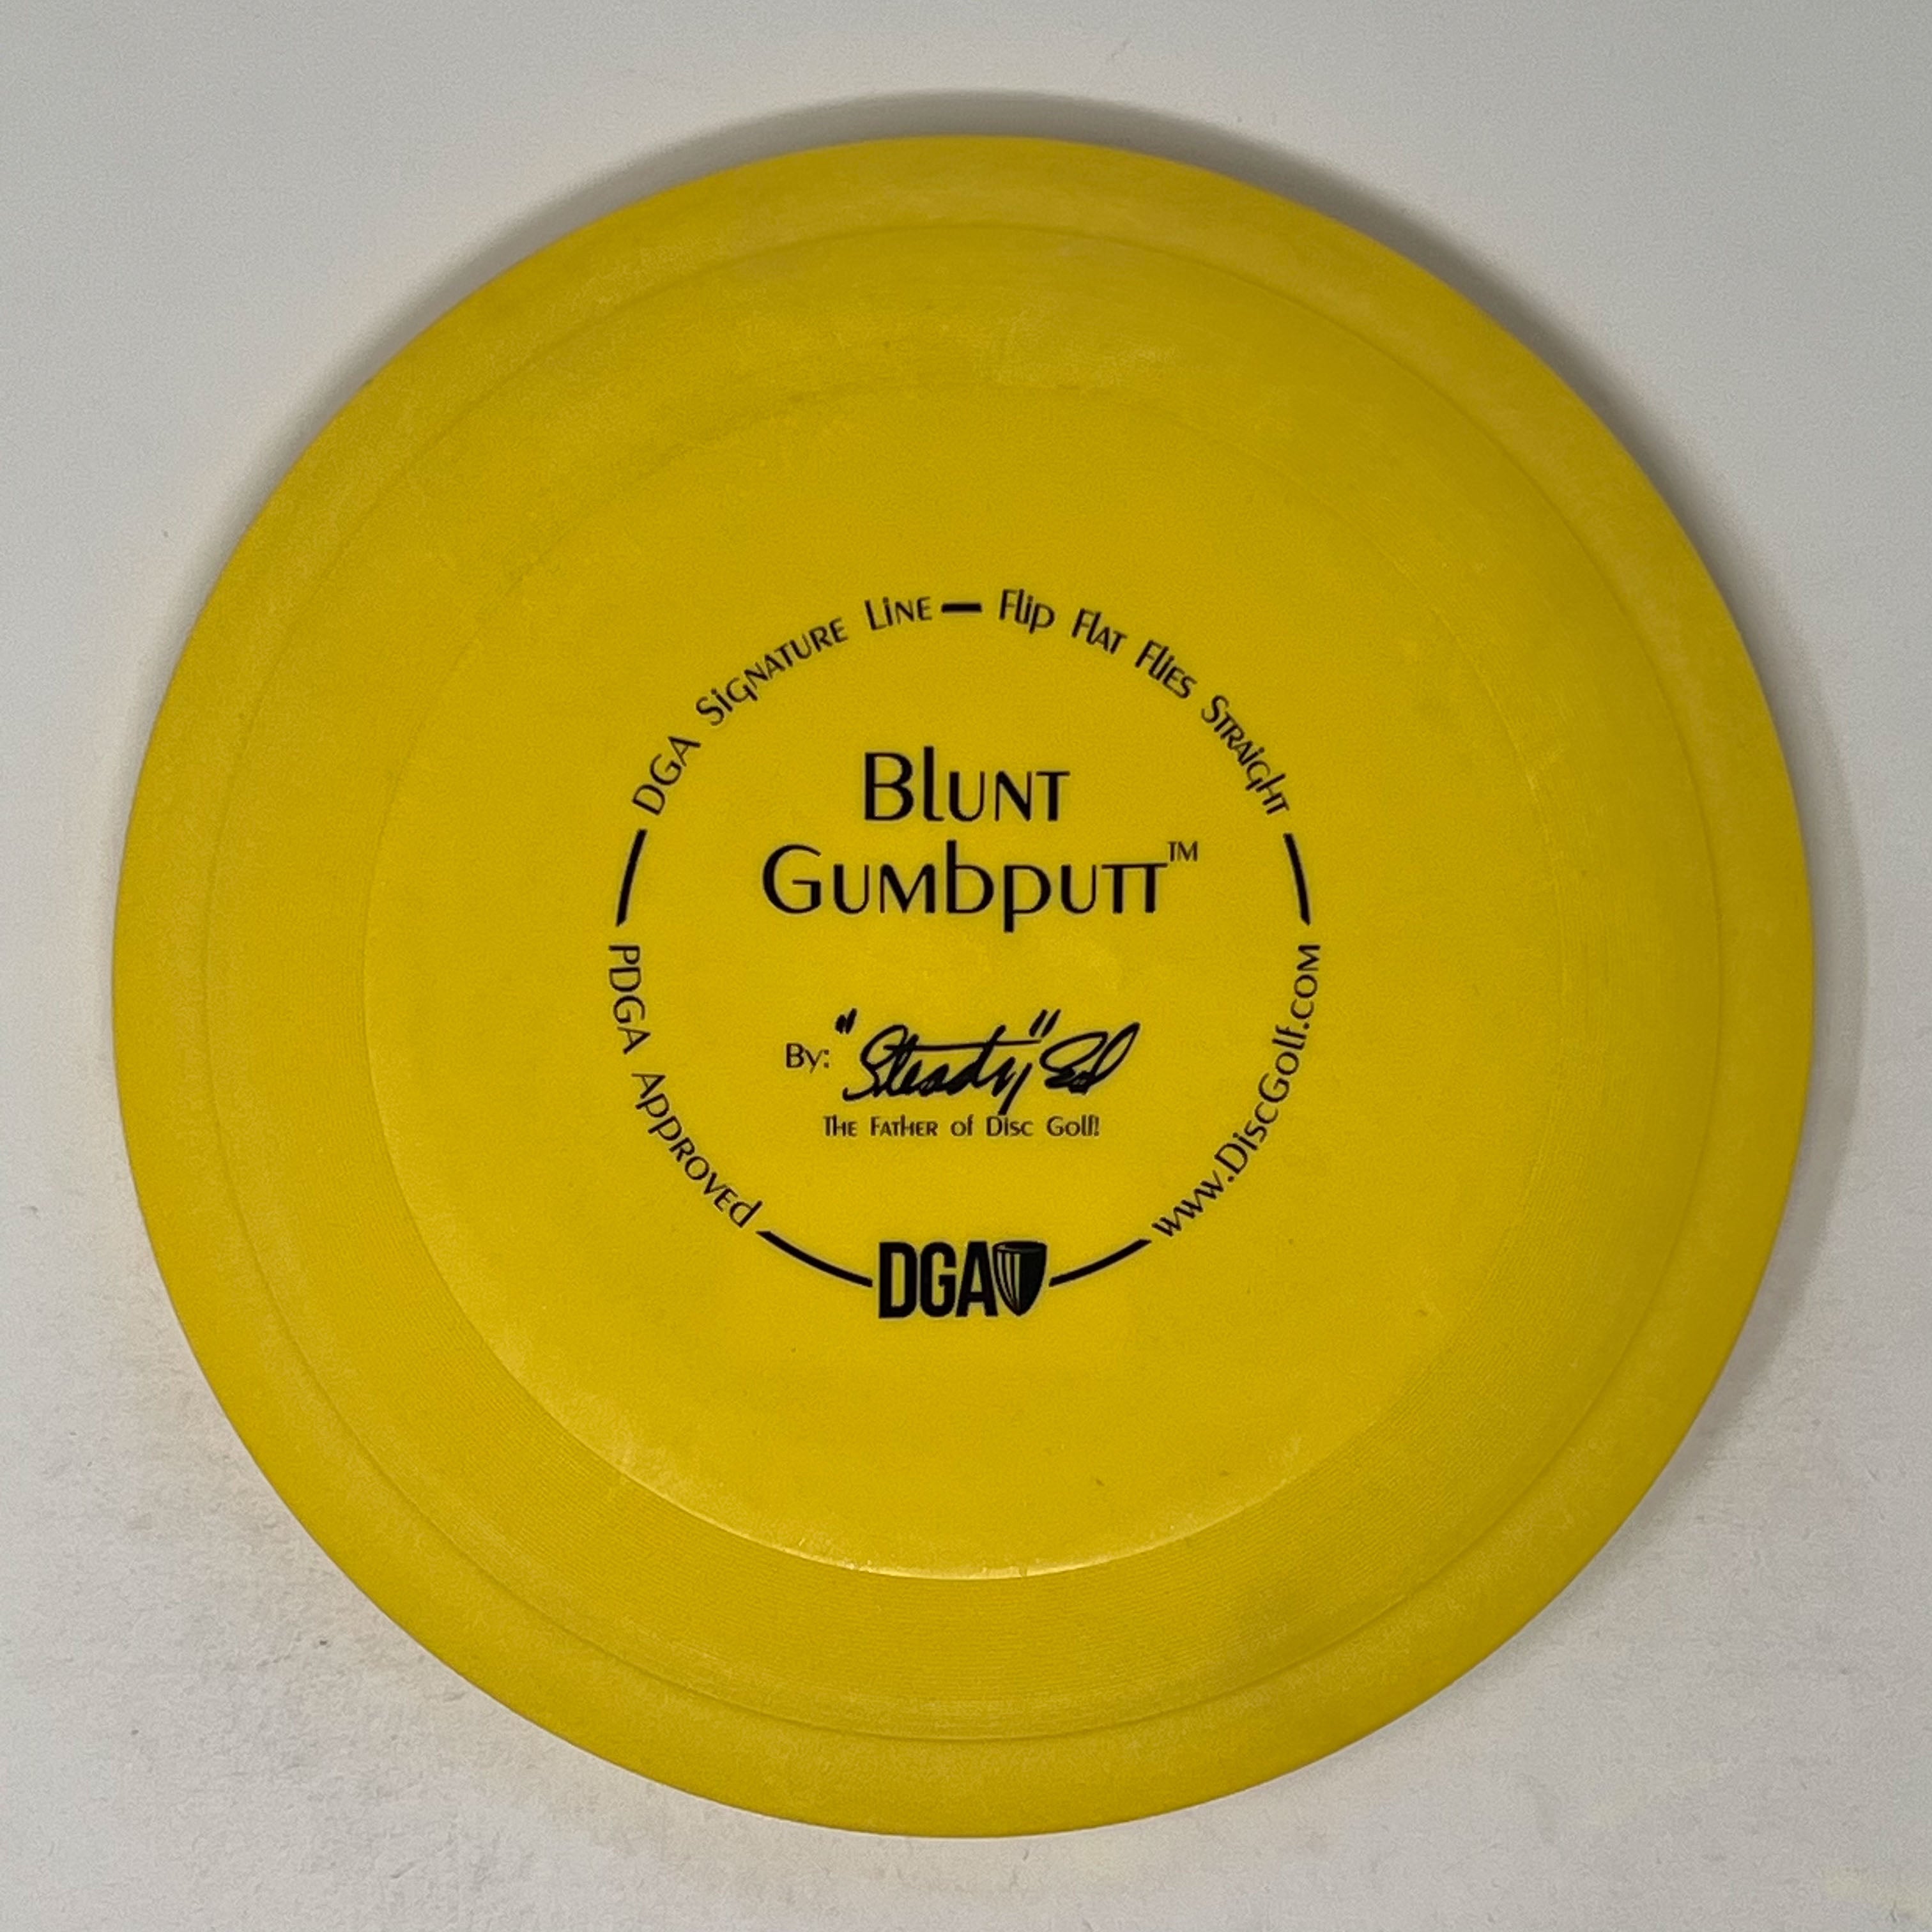 DGA Signature Line — Flip Flat Flies Straight
Blunt
Gumbputt™
By: "Steady" Ed
The Father of Disc Golf!
PDGA Approved
www.DiscGolf.com
DGA